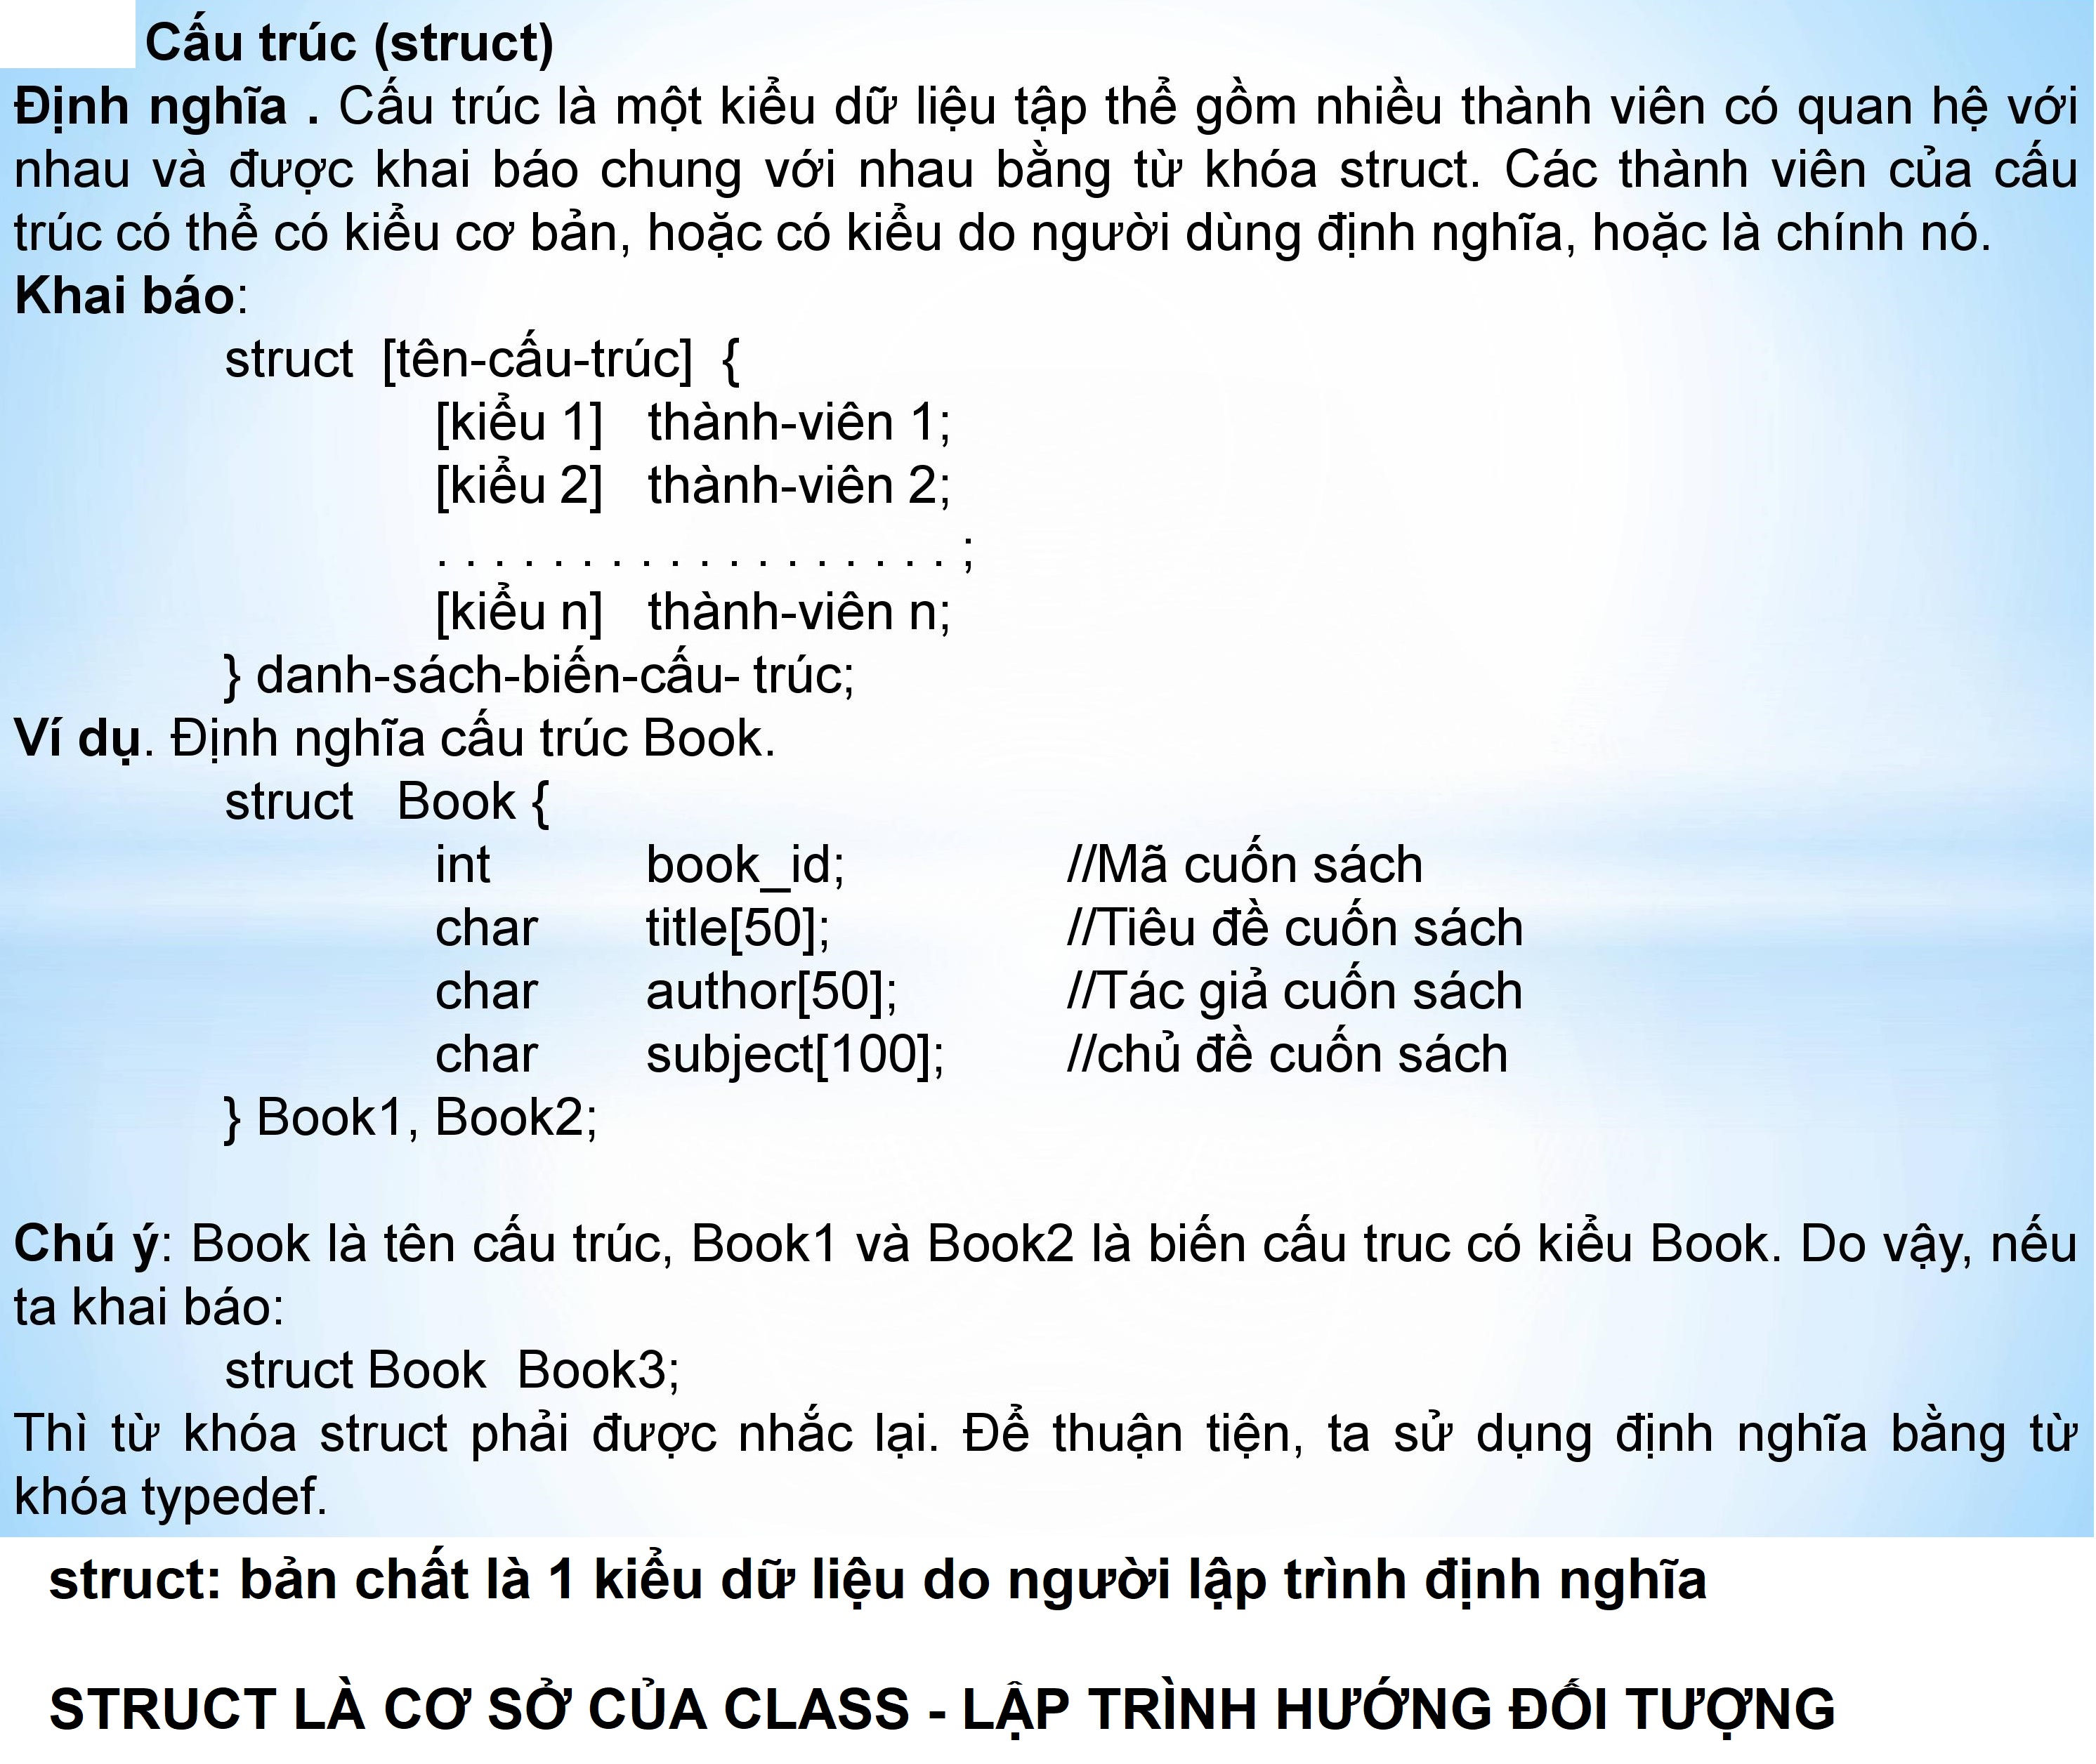 Cấu trúc (struct)
Định nghĩa . Cấu trúc là một kiểu dữ liệu tập thể gồm nhiều thành viên có quan hệ với
nhau và được khai báo chung với nhau bằng từ khóa struct. Các thành viên của cấu
trúc có thể có kiểu cơ bản, hoặc có kiểu do người dùng định nghĩa, hoặc là chính nó.
Khai báo:
struct [tên-cấu-trúc] {
[kiểu 1] thành-viên 1;
[kiểu 2] thành-viên 2;
. . . . . . . . . . . . . . . . . . ;
[kiểu n] thành-viên n;
} danh-sách-biến-cấu- trúc;
Ví dụ. Định nghĩa cấu trúc Book.
struct Book {
int book_id; //Mã cuốn sách
char title[50]; //Tiêu đề cuốn sách
char author[50]; //Tác giả cuốn sách
char subject[100]; //chủ đề cuốn sách
} Book1, Book2;
Chú ý: Book là tên cấu trúc, Book1 và Book2 là biến cấu truc có kiểu Book. Do vậy, nếu
ta khai báo:
struct Book Book3;
Thì từ khóa struct phải được nhắc lại. Để thuận tiện, ta sử dụng định nghĩa bằng từ
khóa typedef.
struct: bản chất là 1 kiểu dữ liệu do người lập trình định nghĩa
STRUCT LÀ CƠ SỞ CỦA CLASS - LẬP TRÌNH HƯỚNG ĐỐI TƯỢNG